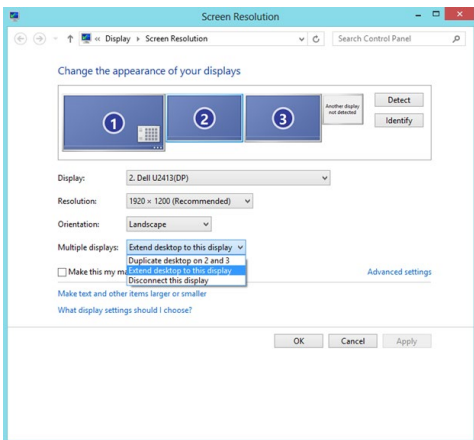 Screen Resolution
« Display › Screen Resolution
Search Control Panel
Change the appearance of your displays
1
2
3
Another display
not detected
Detect
Identify
Display:
2. Dell U2413(DP)
Resolution:
1920 × 1200 (Recommended)
Orientation:
Landscape
Multiple displays:
Extend desktop to this display
Duplicate desktop on 2 and 3
Extend desktop to this display
Disconnect this display
Make this my
Advanced settings
Make text and other items larger or smaller
What display settings should I choose?
OK
Cancel
Apply